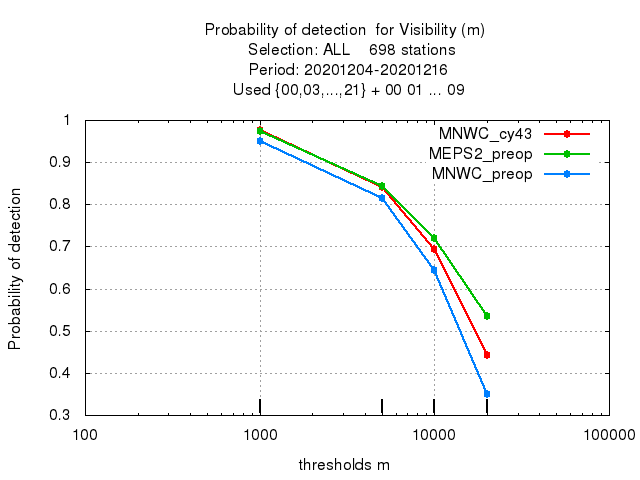 Probability of detection  for Visibility (m)
Selection: ALL    698 stations
Period: 20201204-20201216
Used {00,03,...,21} + 00 01 ... 09
MNWC_cy43
MEPS2_preop
MNWC_preop
Probability of detection
1
0.9
0.8
0.7
0.6
0.5
0.4
0.3
100
1000
10000
100000
thresholds m